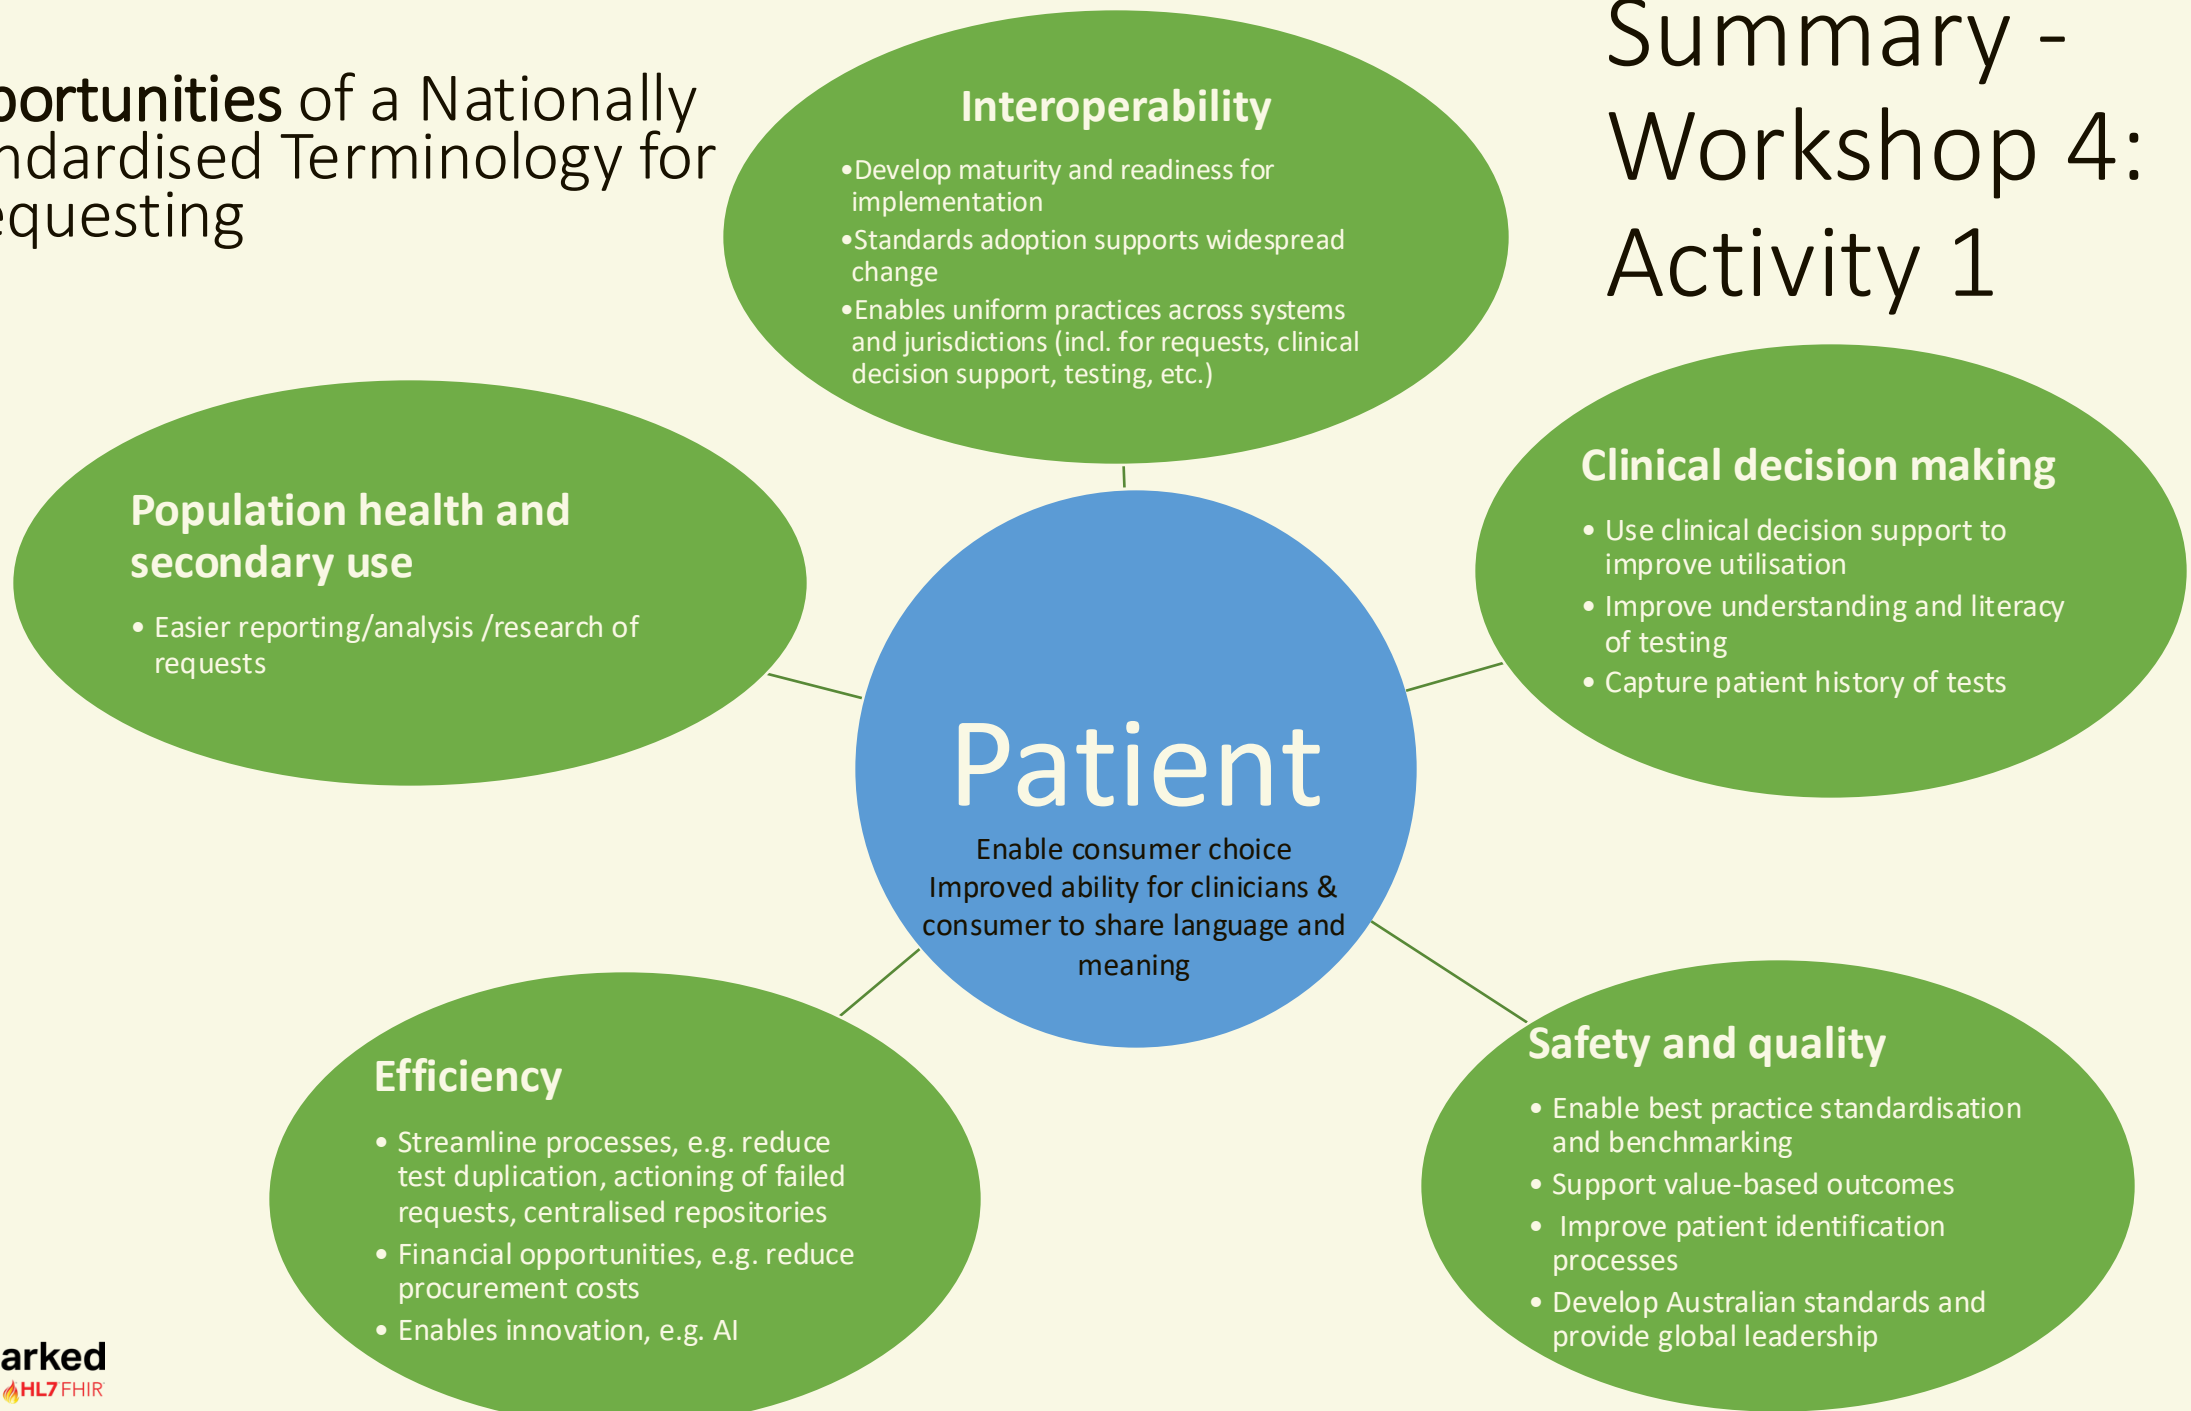 portunities of a Nationally
ndardised Terminology for
equesting
Summary -
Workshop 4:
Activity 1
Interoperability
•Develop maturity and readiness for
implementation
•Standards adoption supports widespread
change
•Enables uniform practices across systems
and jurisdictions (incl. for requests, clinical
decision support, testing, etc.)
Population health and
secondary use
• Easier reporting/analysis /research of
requests
Clinical decision making
• Use clinical decision support to
improve utilisation
• Improve understanding and literacy
of testing
• Capture patient history of tests
Patient
Enable consumer choice
Improved ability for clinicians &
consumer to share language and
meaning
Efficiency
• Streamline processes, e.g. reduce
test duplication, actioning of failed
requests, centralised repositories
• Financial opportunities, e.g. reduce
procurement costs
• Enables innovation, e.g. AI
Safety and quality
• Enable best practice standardisation
and benchmarking
• Support value-based outcomes
• Improve patient identification
processes
• Develop Australian standards and
provide global leadership
arked
HL7 FHIR